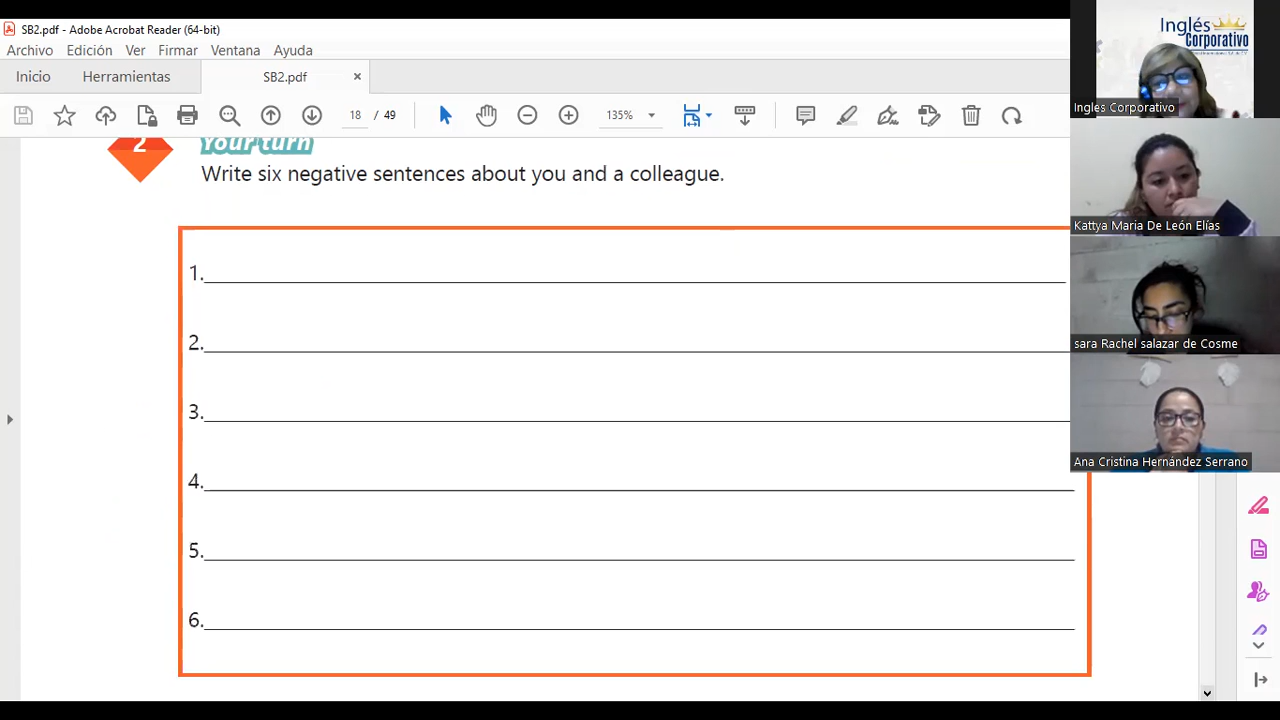 SB2.pdf - Adobe Acrobat Reader (64-bit)
Archivo Edición Ver Firmar Ventana Ayuda
Inicio Herramientas SB2.pdf ×
18 / 49 135%
2 Your turn
Write six negative sentences about you and a colleague.
1.
2.
3.
4.
5.
6.
Inglés
Corporativo
Ingles Corporativo
Kattya Maria De León Elías
sara Rachel salazar de Cosme
Ana Cristina Hernández Serrano